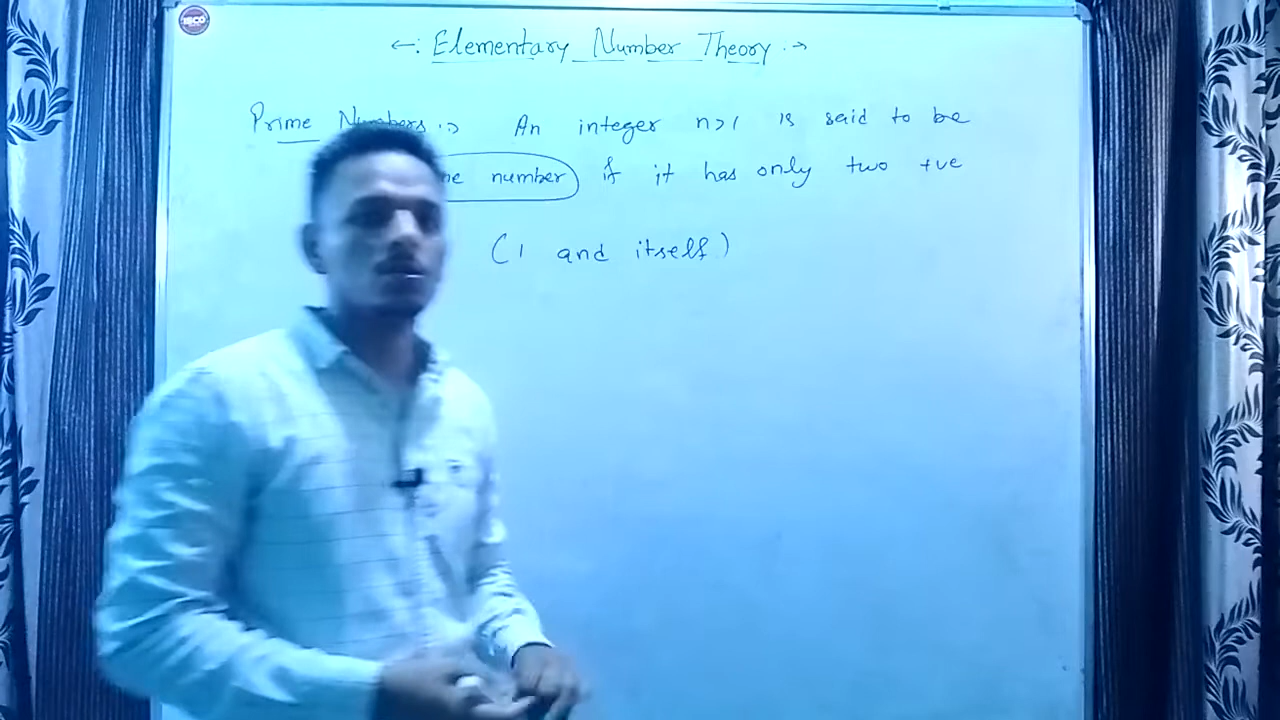 ←: Elementary Number Theory :→
Prime Numbers :→ An integer n>1 is said to be
number if it has only two +ve
(1 and itself)